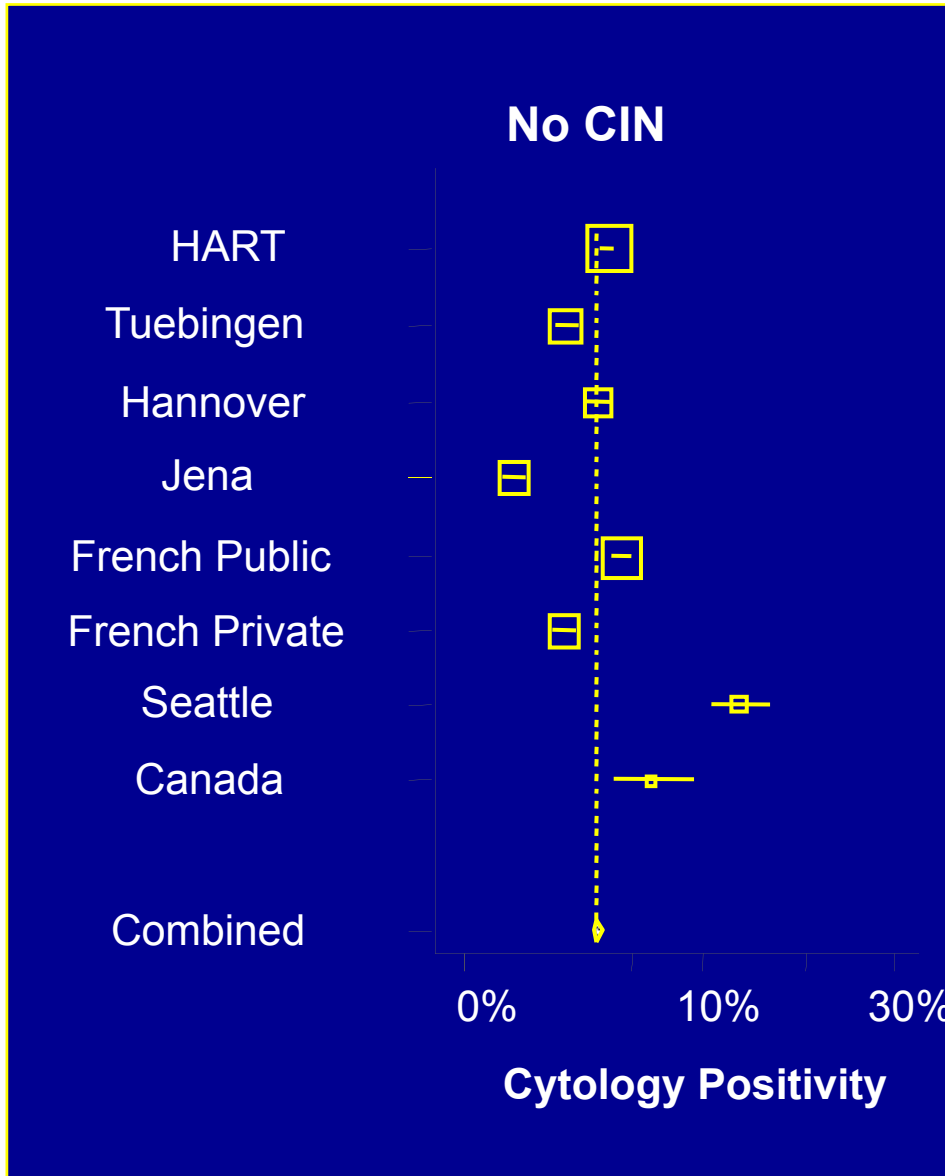 No CIN
HART
Tuebingen
Hannover
Jena
French Public
French Private
Seattle
Canada
Combined
0% 10% 30%
Cytology Positivity